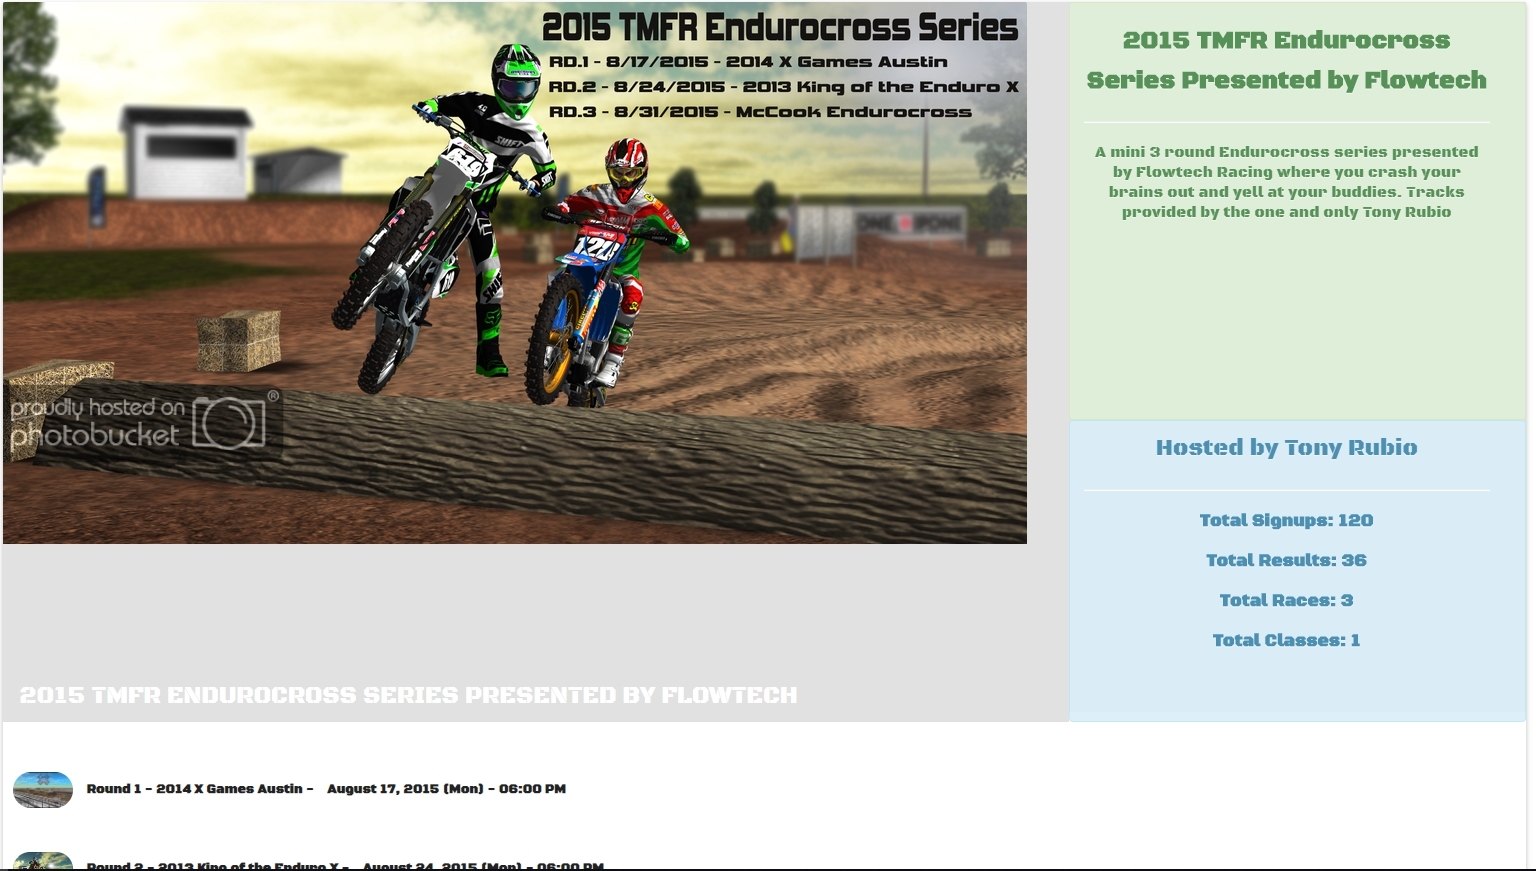 2015 TMFR Endurocross Series
RD.1 - 8/17/2015 - 2014 X Games Austin
RD.2 - 8/24/2015 - 2013 King of the Enduro X
RD.3 - 8/31/2015 - McCook Endurocross
SHIFT
ONE PONE
proudly hosted on
photobucket®
2015 TMFR ENDUROCROSS SERIES PRESENTED BY FLOWTECH
2015 TMFR Endurocross
Series Presented by Flowtech
A mini 3 round Endurocross series presented
by Flowtech Racing where you crash your
brains out and yell at your buddies. Tracks
provided by the one and only Tony Rubio
Hosted by Tony Rubio
Total Signups: 120
Total Results: 36
Total Races: 3
Total Classes: 1
Round 1 - 2014 X Games Austin - August 17, 2015 (Mon) - 06:00 PM
Round 2 - 2013 King of the Enduro X - August 24, 2015 (Mon) - 06:00 PM